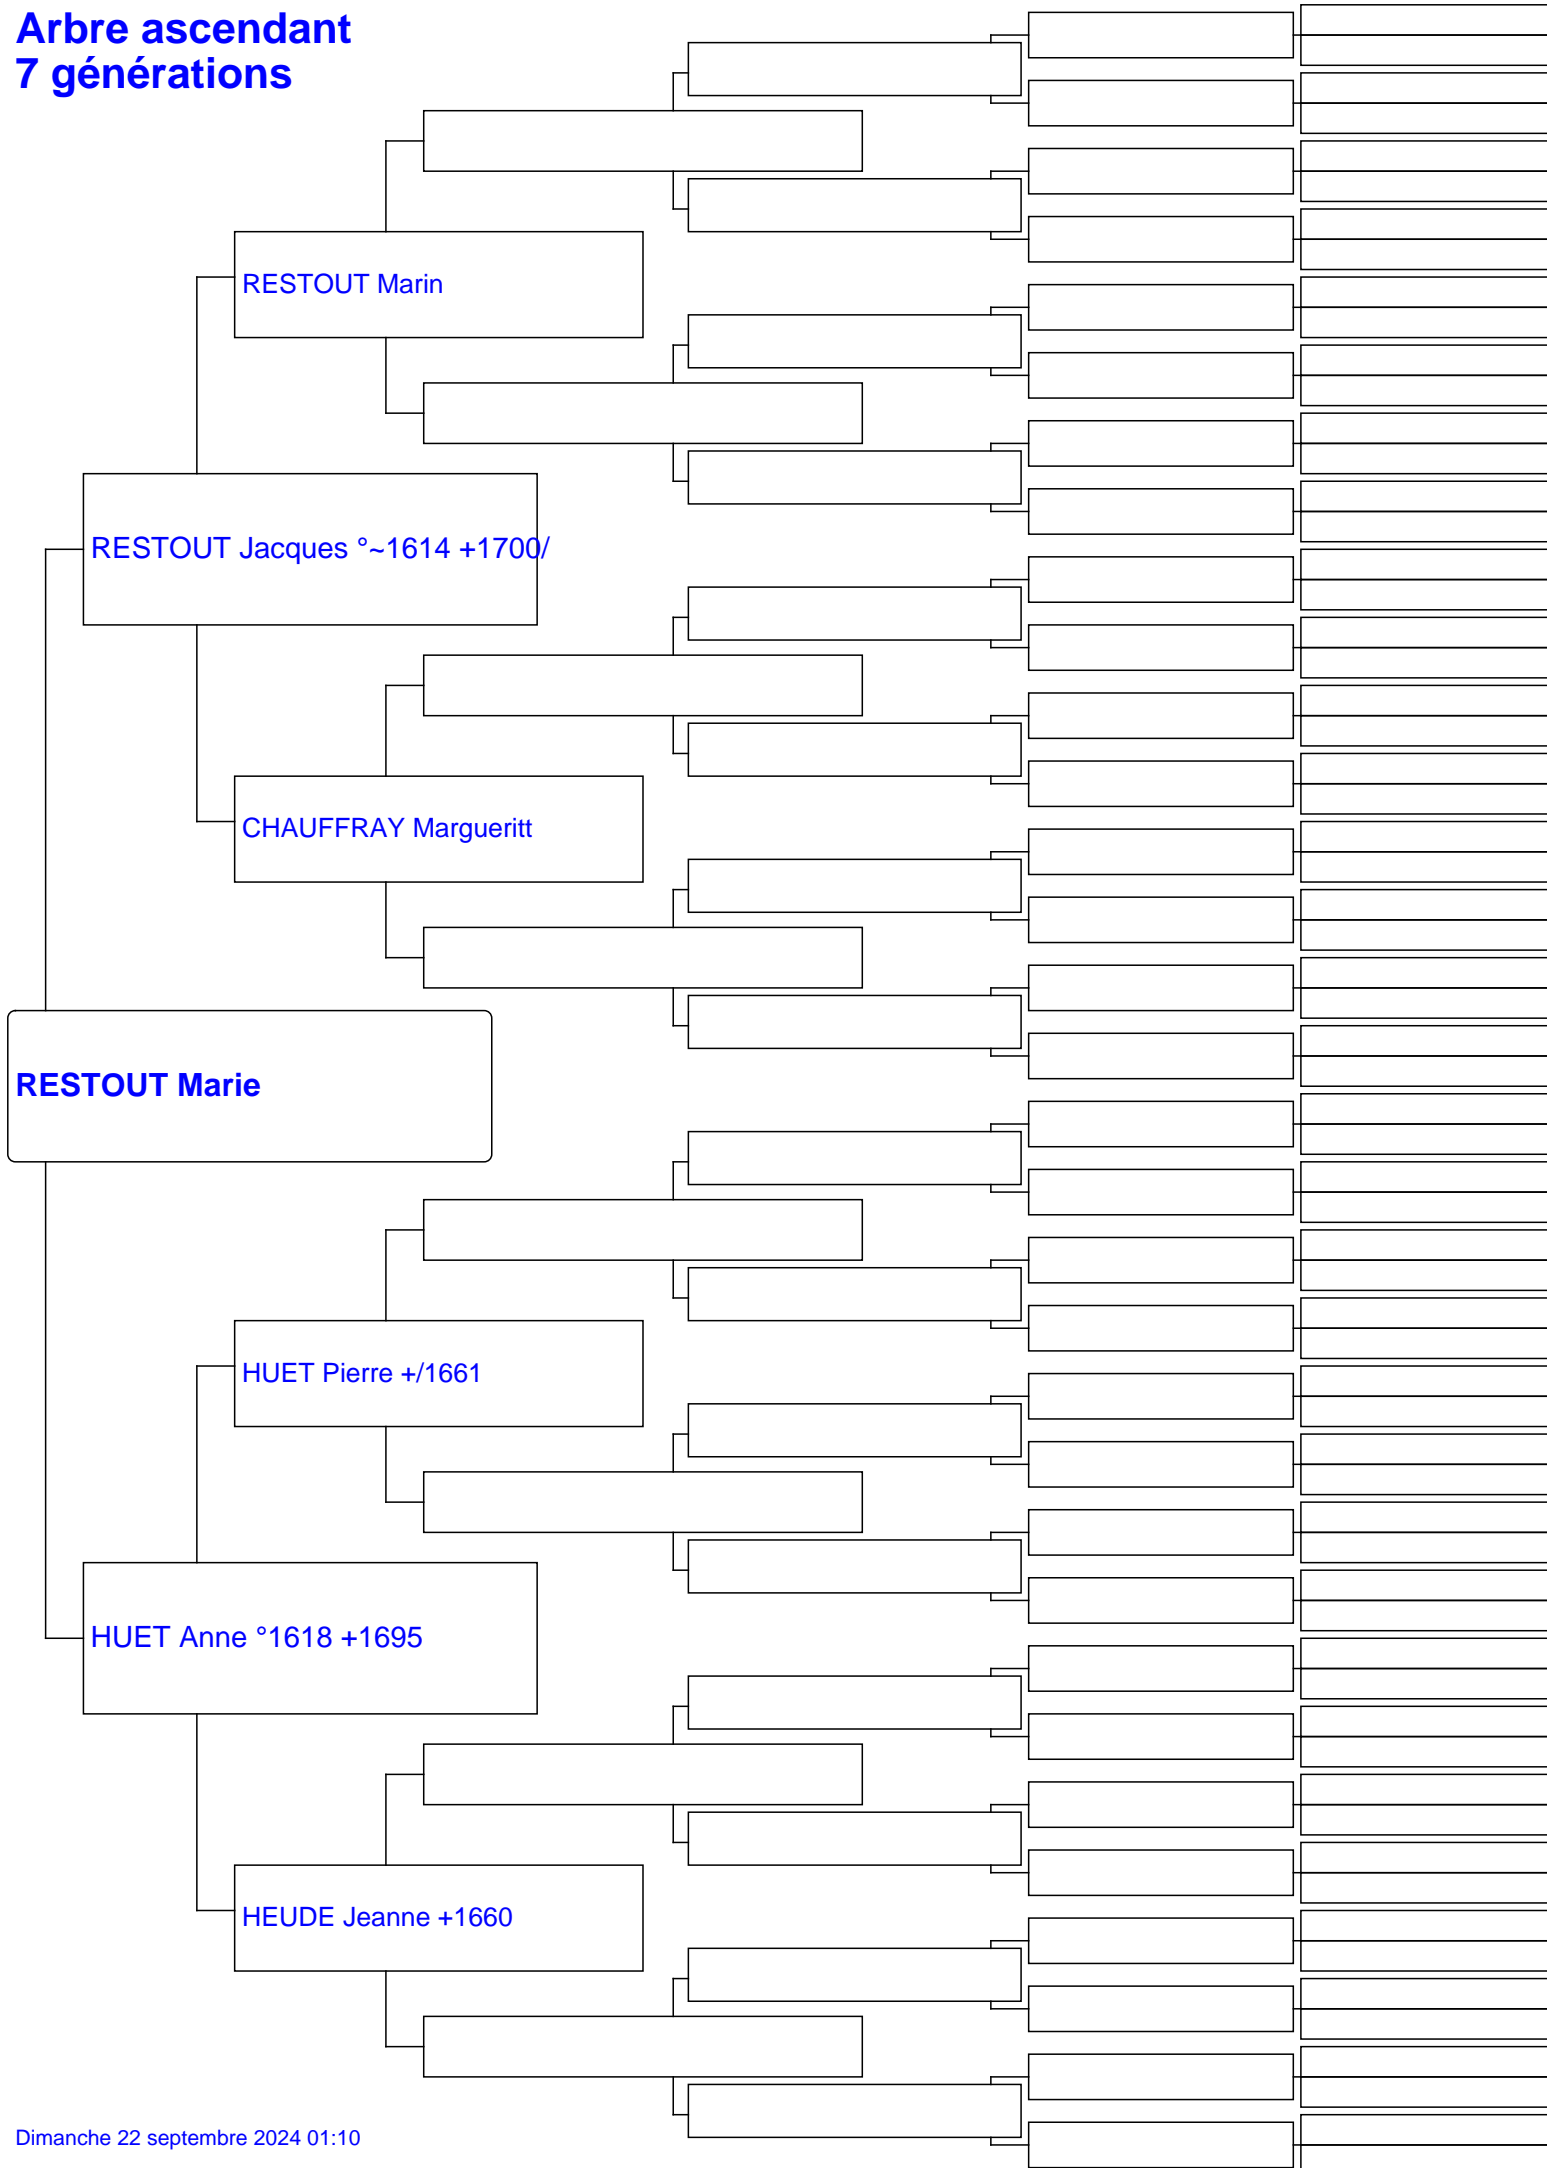 Arbre ascendant
7 générations
RESTOUT Marin
RESTOUT Jacques °~1614 +1700/
CHAUFFRAY Margueritt
RESTOUT Marie
HUET Pierre +/1661
HUET Anne °1618 +1695
HEUDE Jeanne +1660
Dimanche 22 septembre 2024 01:10